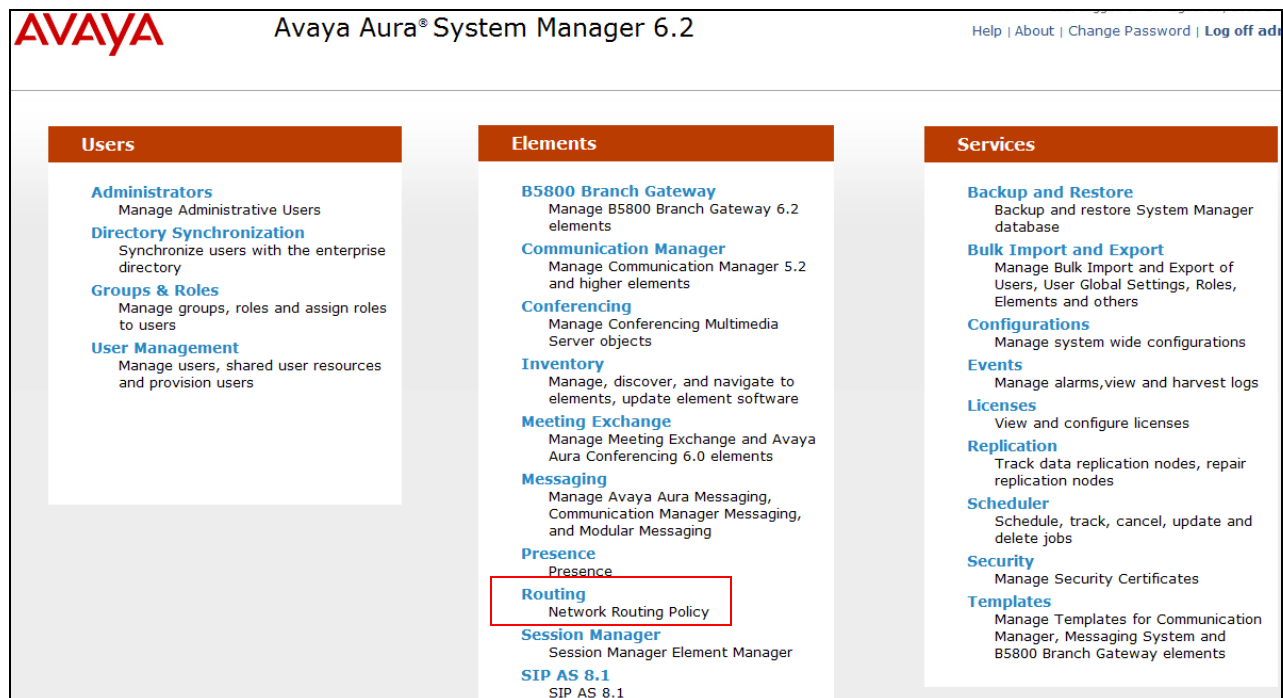 AVAYA
Avaya Aura® System Manager 6.2
Help | About | Change Password | Log off adr
Users
Administrators
Manage Administrative Users
Directory Synchronization
Synchronize users with the enterprise
directory
Groups & Roles
Manage groups, roles and assign roles
to users
User Management
Manage users, shared user resources
and provision users
Elements
B5800 Branch Gateway
Manage B5800 Branch Gateway 6.2
elements
Communication Manager
Manage Communication Manager 5.2
and higher elements
Conferencing
Manage Conferencing Multimedia
Server objects
Inventory
Manage, discover, and navigate to
elements, update element software
Meeting Exchange
Manage Meeting Exchange and Avaya
Aura Conferencing 6.0 elements
Messaging
Manage Avaya Aura Messaging,
Communication Manager Messaging,
and Modular Messaging
Presence
Presence
Routing
Network Routing Policy
Session Manager
Session Manager Element Manager
SIP AS 8.1
SIP AS 8.1
Services
Backup and Restore
Backup and restore System Manager
database
Bulk Import and Export
Manage Bulk Import and Export of
Users, User Global Settings, Roles,
Elements and others
Configurations
Manage system wide configurations
Events
Manage alarms,view and harvest logs
Licenses
View and configure licenses
Replication
Track data replication nodes, repair
replication nodes
Scheduler
Schedule, track, cancel, update and
delete jobs
Security
Manage Security Certificates
Templates
Manage Templates for Communication
Manager, Messaging System and
B5800 Branch Gateway elements